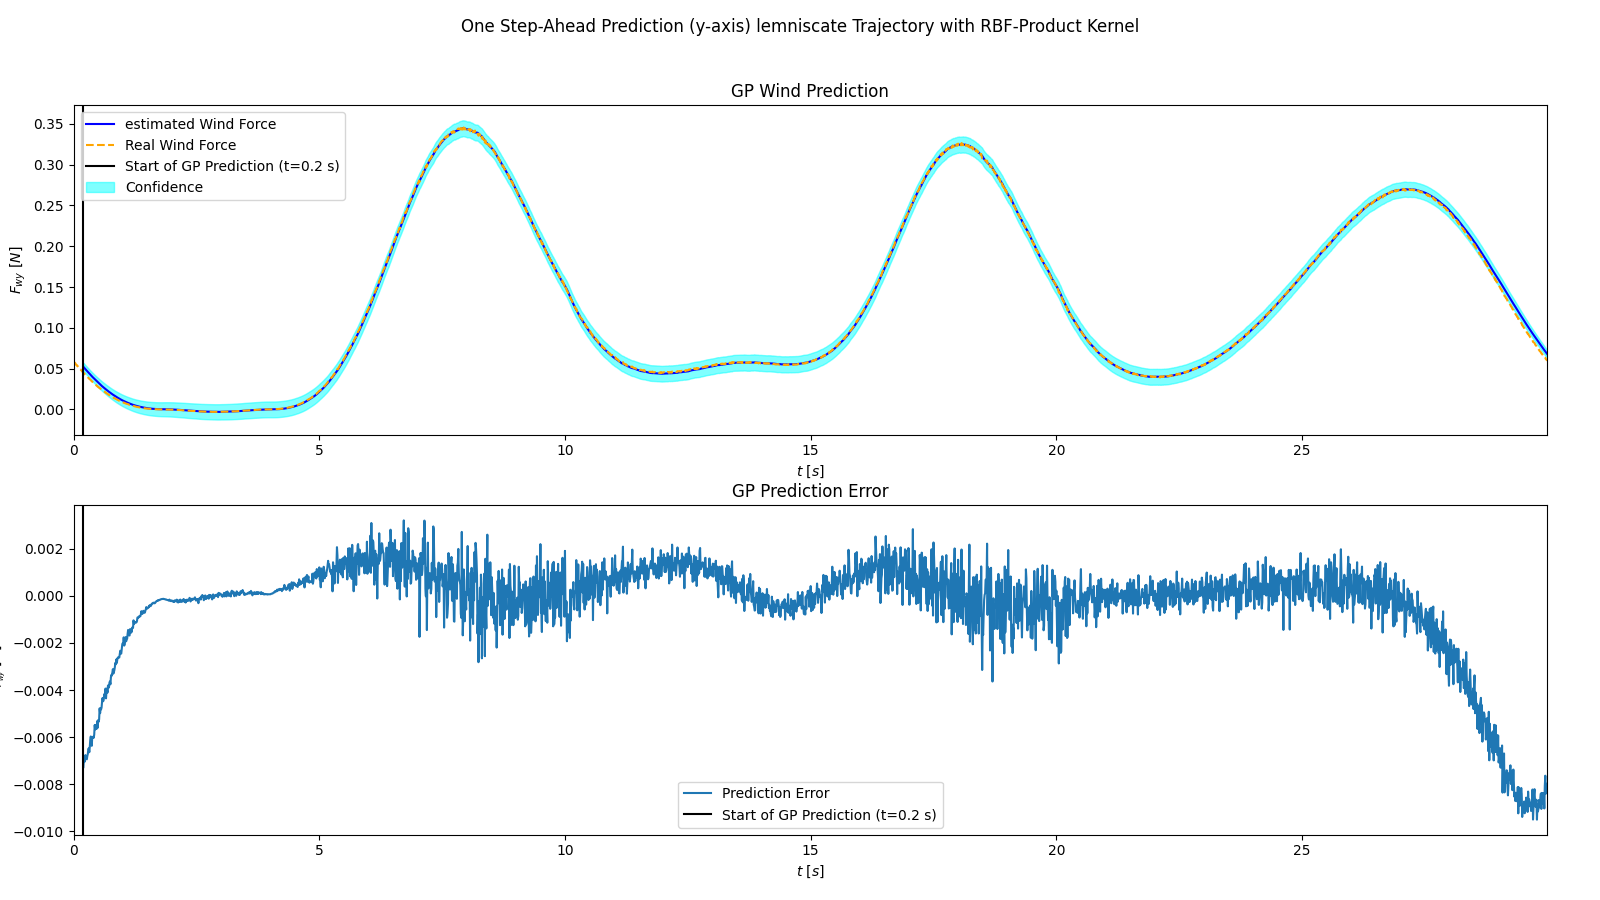 One Step-Ahead Prediction (y-axis) lemniscate Trajectory with RBF-Product Kernel
GP Wind Prediction
estimated Wind Force
Real Wind Force
Start of GP Prediction (t=0.2 s)
Confidence
0.35
0.30
0.25
0.20
0.15
0.10
0.05
0.00
F_wy [N]
0 5 10 15 20 25
t [s]
GP Prediction Error
0.002
0.000
−0.002
−0.004
−0.006
−0.008
−0.010
Prediction Error
Start of GP Prediction (t=0.2 s)
0 5 10 15 20 25
t [s]